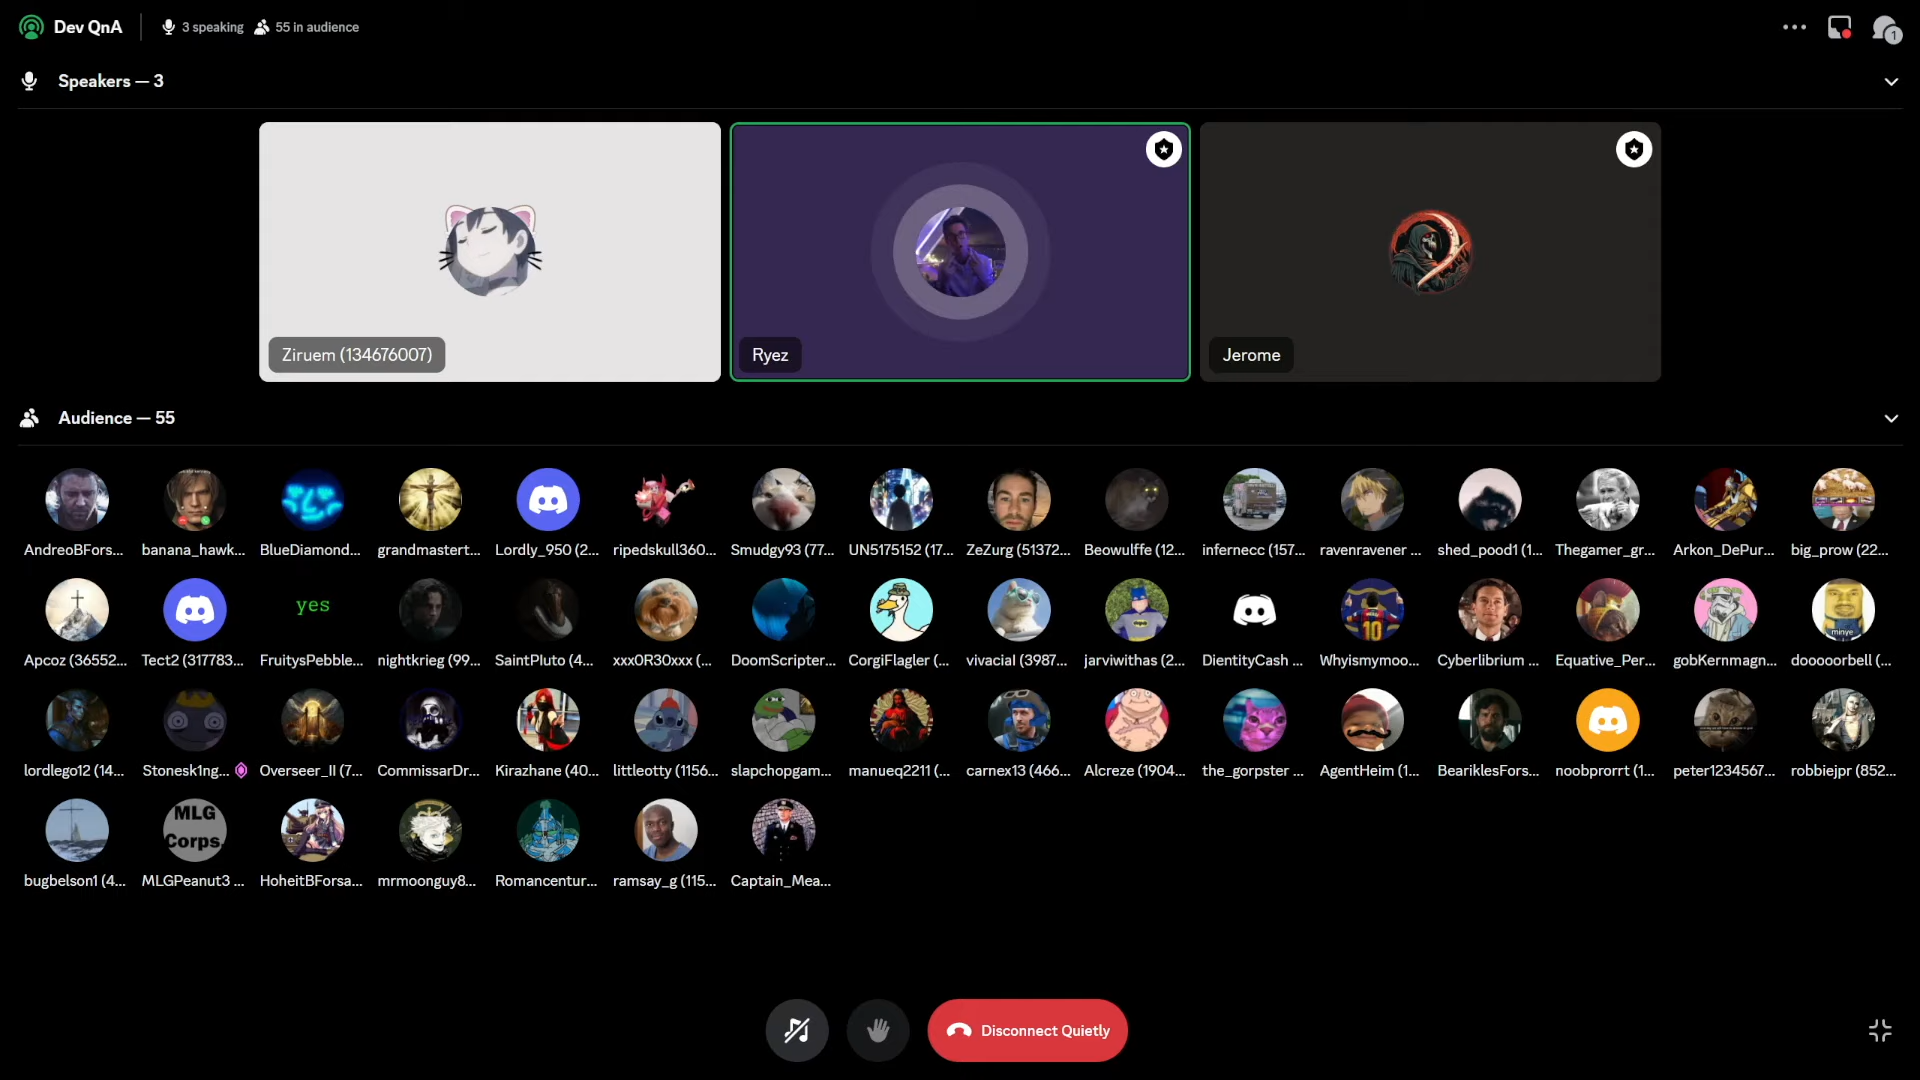 Dev QnA
3 speaking
55 in audience
1
Speakers — 3
Ziruem (134676007)
Ryez
Jerome
Audience — 55
AndreoBFors...
banana_hawk...
BlueDiamond...
grandmastert...
Lordly_950 (2...
ripedskull360...
Smudgy93 (77...
UN5175152 (17...
ZeZurg (51372...
Beowulffe (12...
infernecc (157...
ravenravener ...
shed_pood1 (1...
Thegamer_gr...
Arkon_DePur...
big_prow (22...
yes
10
minye
Apcoz (36552...
Tect2 (317783...
FruitysPebble...
nightkrieg (99...
SaintPluto (4...
xxx0R30xxx (...
DoomScripter...
CorgiFlagler (...
vivacial (3987...
jarviwithas (2...
DientityCash ...
Whyismymoo...
Cyberlibrium ...
Equative_Per...
gobKernmagn...
dooooorbell (...
lordlego12 (14...
Stonesk1ng...
Overseer_II (7...
CommissarDr...
Kirazhane (40...
littleotty (1156...
slapchopgam...
manueq2211 (...
carnex13 (466...
Alcreze (1904...
the_gorpster ...
AgentHeim (1...
BeariklesFors...
noobprorrt (1...
peter1234567...
robbiejpr (852...
MLG
Corps.
bugbelson1 (4...
MLGPeanut3 ...
HoheitBForsa...
mrmoonguy8...
Romancentur...
ramsay_g (115...
Captain_Mea...
Disconnect Quietly